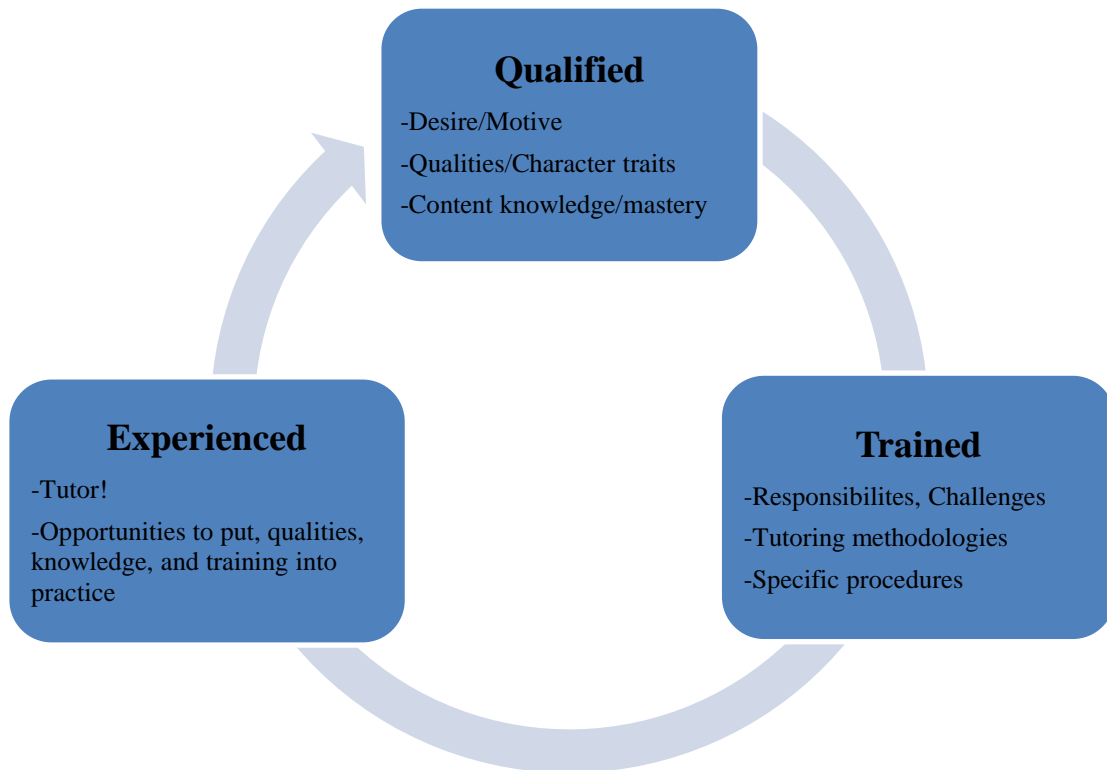 Qualified
-Desire/Motive
-Qualities/Character traits
-Content knowledge/mastery
Trained
-Responsibilites, Challenges
-Tutoring methodologies
-Specific procedures
Experienced
-Tutor!
-Opportunities to put, qualities,
knowledge, and training into
practice